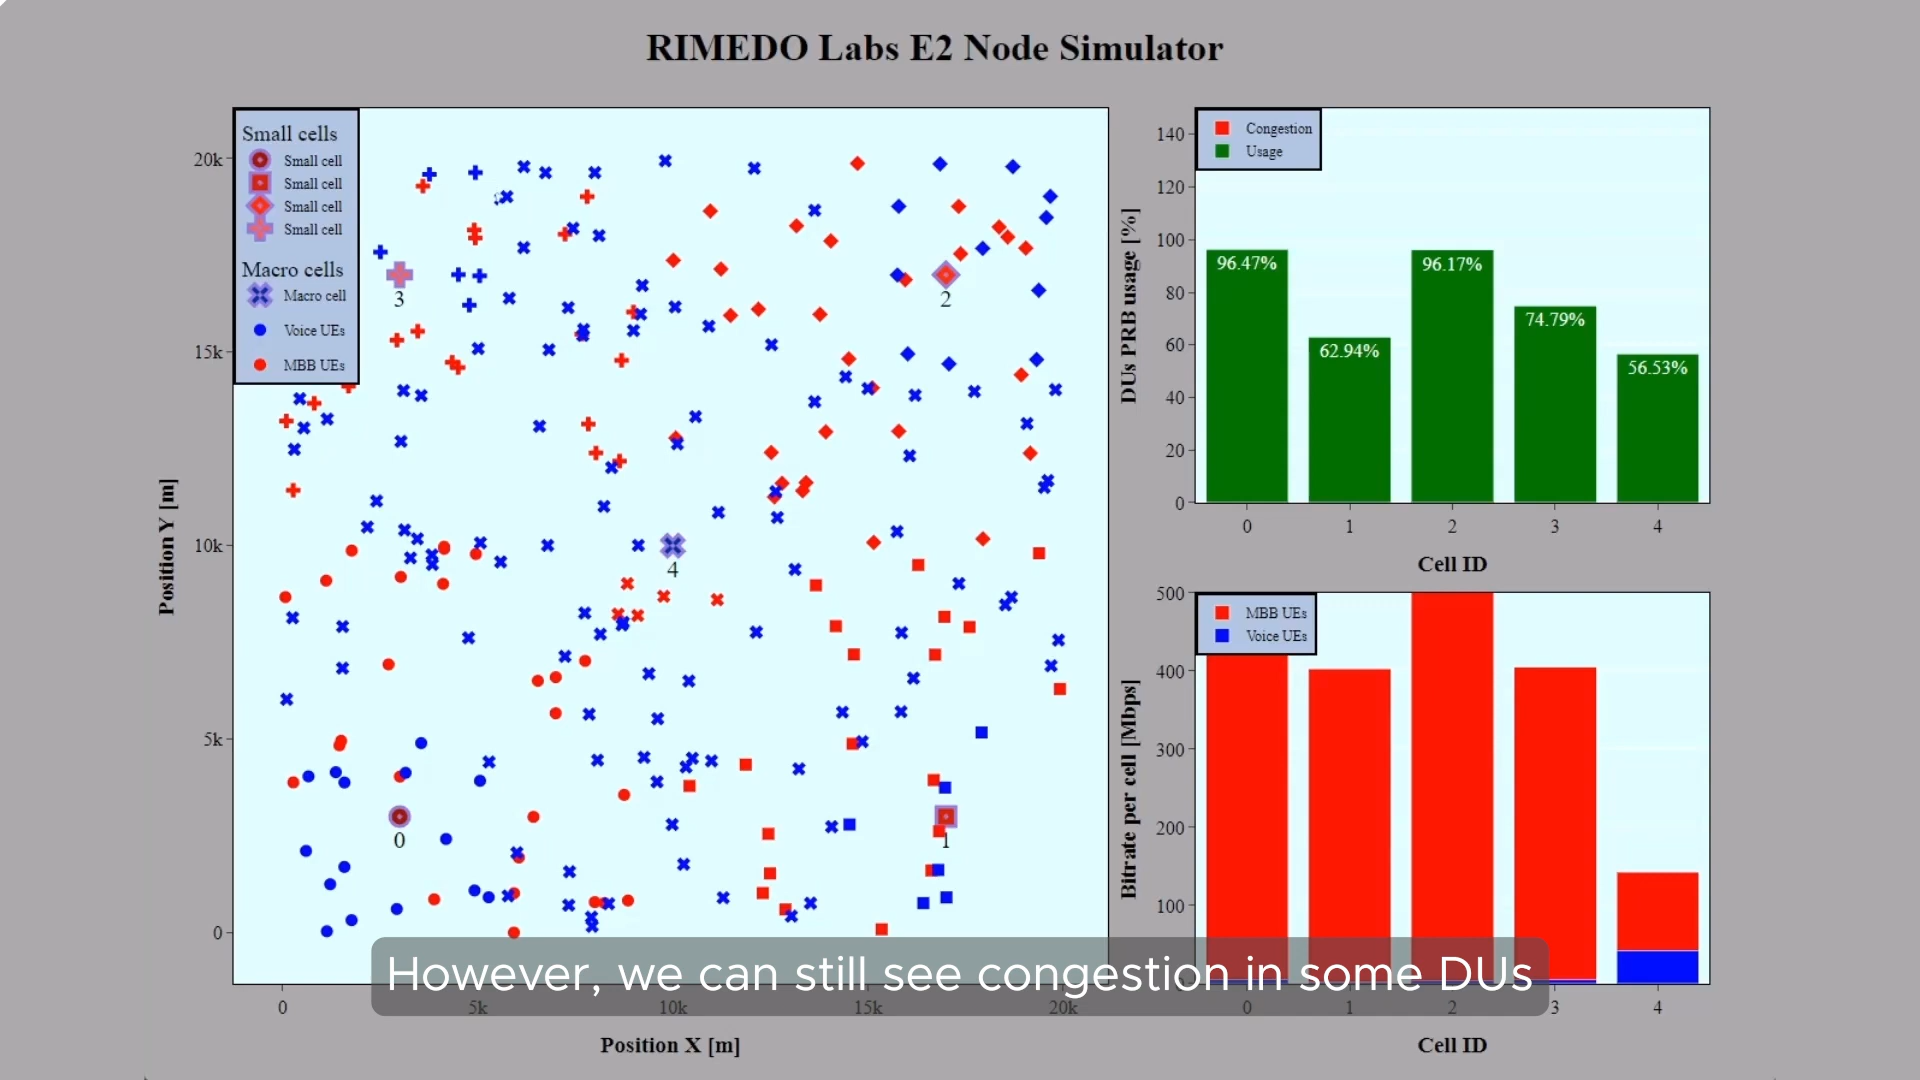 RIMEDO Labs E2 Node Simulator
Small cells
Small cell
Small cell
Small cell
Small cell
Macro cells
Macro cell
Voice UEs
MBB UEs
20k
15k
10k
5k
0
Position Y [m]
3
2
4
0
1
0
5k
10k
15k
20k
Position X [m]
Congestion
Usage
140
120
100
80
60
40
20
0
DUs PRB usage [%]
96.47%
62.94%
96.17%
74.79%
56.53%
0
1
2
3
4
Cell ID
MBB UEs
Voice UEs
500
400
300
200
100
Bitrate per cell [Mbps]
0
1
2
3
4
Cell ID
However, we can still see congestion in some DUs